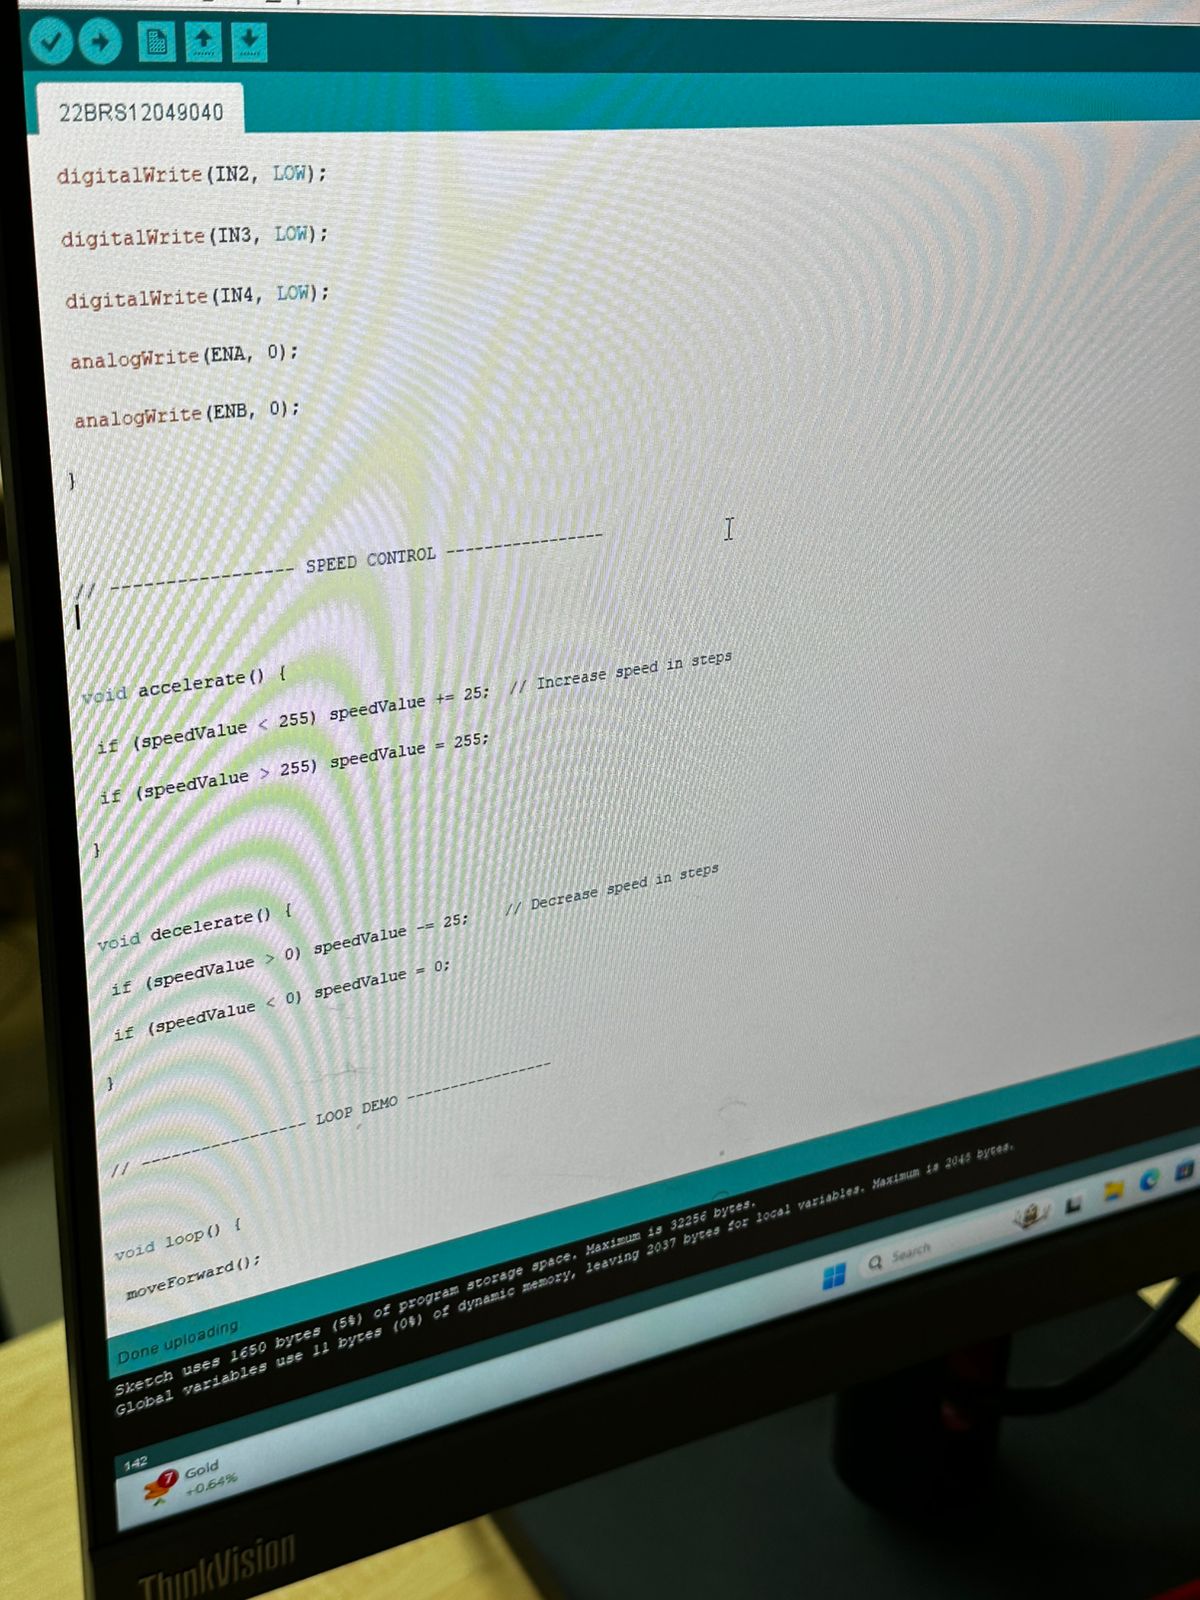 22BRS12049040
digitalWrite(IN2, LOW);
digitalWrite(IN3, LOW);
digitalWrite(IN4, LOW);
analogWrite(ENA, 0);
analogWrite(ENB, 0);
}
// ------------------ SPEED CONTROL ------------------
void accelerate() {
if (speedValue < 255) speedValue += 25;  // Increase speed in steps
if (speedValue > 255) speedValue = 255;
}
void decelerate() {
if (speedValue > 0) speedValue -= 25;    // Decrease speed in steps
if (speedValue < 0) speedValue = 0;
}
// ------------------ LOOP DEMO ------------------
void loop() {
moveForward();
Done uploading
Sketch uses 1650 bytes (5%) of program storage space. Maximum is 32256 bytes.
Global variables use 11 bytes (0%) of dynamic memory, leaving 2037 bytes for local variables. Maximum is 2048 bytes.
142
7
Gold
+0.64%
Search
ThinkVision